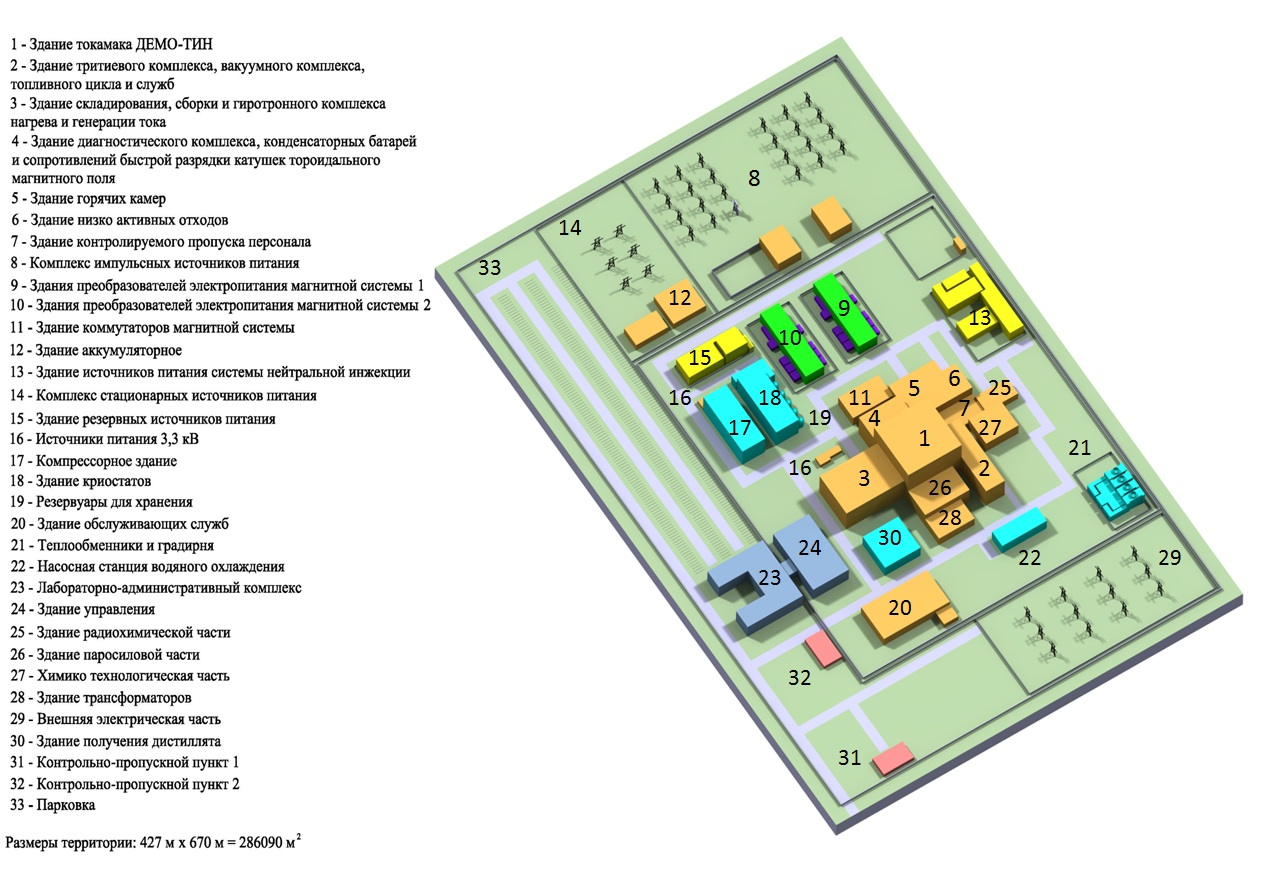 1 - Здание токамака ДЕМО-ТИН
2 - Здание тритиевого комплекса, вакуумного комплекса,
топливного цикла и служб
3 - Здание складирования, сборки и гиротронного комплекса
нагрева и генерации тока
4 - Здание диагностического комплекса, конденсаторных батарей
и сопротивлений быстрой разрядки катушек тороидального
магнитного поля
5 - Здание горячих камер
6 - Здание низко активных отходов
7 - Здание контролируемого пропуска персонала
8 - Комплекс импульсных источников питания
9 - Здания преобразователей электропитания магнитной системы 1
10 - Здания преобразователей электропитания магнитной системы 2
11 - Здание коммутаторов магнитной системы
12 - Здание аккумуляторное
13 - Здание источников питания системы нейтральной инжекции
14 - Комплекс стационарных источников питания
15 - Здание резервных источников питания
16 - Источники питания 3,3 кВ
17 - Компрессорное здание
18 - Здание криостатов
19 - Резервуары для хранения
20 - Здание обслуживающих служб
21 - Теплообменники и градирня
22 - Насосная станция водяного охлаждения
23 - Лабораторно-административный комплекс
24 - Здание управления
25 - Здание радиохимической части
26 - Здание паросиловой части
27 - Химико технологическая часть
28 - Здание трансформаторов
29 - Внешняя электрическая часть
30 - Здание получения дистиллята
31 - Контрольно-пропускной пункт 1
32 - Контрольно-пропускной пункт 2
33 - Парковка
Размеры территории: 427 м х 670 м = 286090 м²
8
14
33
12
9
13
10
15
6
5
25
16
18
11
7
19
4
17
27
1
21
16
2
3
26
28
30
24
22
29
23
20
32
31